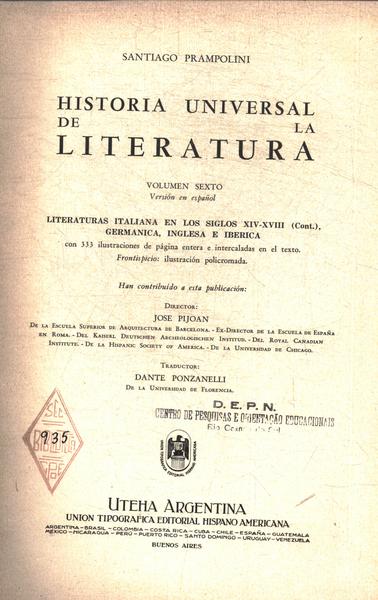 SANTIAGO PRAMPOLINI
HISTORIA UNIVERSAL
DE LA
LITERATURA
VOLUMEN SEXTO
Versión en español
LITERATURAS ITALIANA EN LOS SIGLOS XIV-XVIII (Cont.),
GERMANICA, INGLESA E IBERICA
con 333 ilustraciones de página entera e intercaladas en el texto.
Frontispicio: ilustración policromada.
Han contribuído a esta publicación:
DIRECTOR:
JOSE PIJOAN
DE LA ESCUELA SUPERIOR DE ARQUITECTURA DE BARCELONA. - EX-DIRECTOR DE LA ESCUELA DE ESPAÑA
EN ROMA. - DEL KAISERL DEUTSCHEN ARCHEOLOGISCHEN INSTITUD. - DEL ROYAL CANADIAN
INSTITUTE. - DE LA HISPANIC SOCIETY OF AMERICA. - DE LA UNIVERSIDAD DE CHICAGO.
TRADUCTOR:
DANTE PONZANELLI
DE LA UNIVERSIDAD DE FLORENCIA.
D. E. P. N.
CENTRO DE PESQUISAS E ORIENTAÇÃO EDUCACIONAIS
935
UTEHA ARGENTINA
UNION TIPOGRAFICA EDITORIAL HISPANO AMERICANA
ARGENTINA-BRASIL-COLOMBIA-COSTA RICA-CUBA-CHILE-ESPAÑA-GUATEMALA
MÉXICO-NICARAGUA-PERÚ-PUERTO RICO-SANTO DOMINGO-URUGUAY-VENEZUELA
BUENOS AIRES